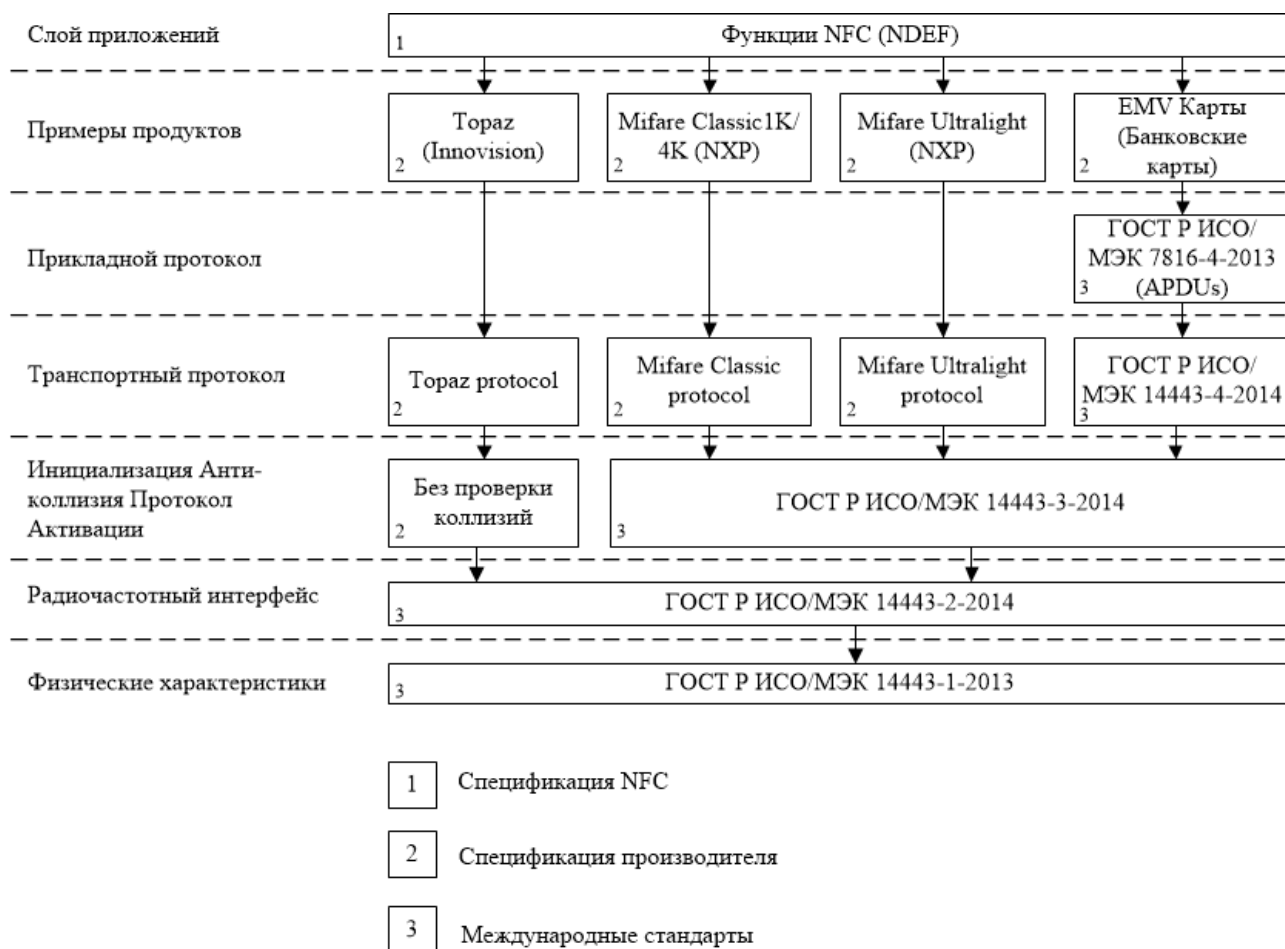 Слой приложений
1
Функции NFC (NDEF)
Примеры продуктов
Topaz
(Innovision)
2
Mifare Classic1K/
4K (NXP)
2
Mifare Ultralight
(NXP)
2
EMV Карты
(Банковские
карты)
2
Прикладной протокол
ГОСТ Р ИСО/
МЭК 7816-4-2013
(APDUs)
3
Транспортный протокол
Topaz protocol
2
Mifare Classic
protocol
2
Mifare Ultralight
protocol
2
ГОСТ Р ИСО/
МЭК 14443-4-2014
3
Инициализация Анти-
коллизия Протокол
Активации
Без проверки
коллизий
2
ГОСТ Р ИСО/МЭК 14443-3-2014
3
Радиочастотный интерфейс
ГОСТ Р ИСО/МЭК 14443-2-2014
3
Физические характеристики
ГОСТ Р ИСО/МЭК 14443-1-2013
3
1 Спецификация NFC
2 Спецификация производителя
3 Международные стандарты